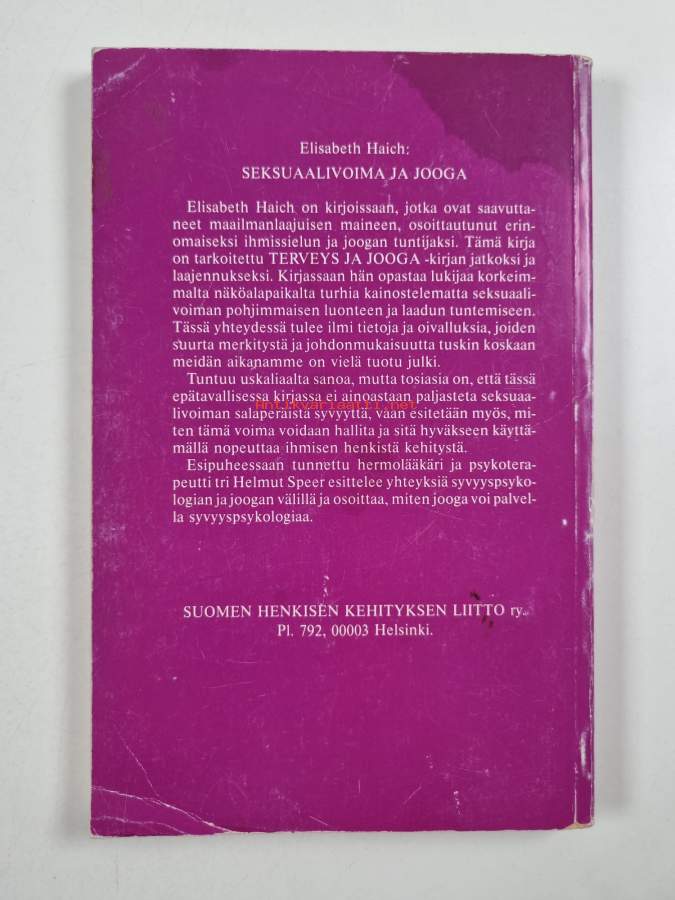 Elisabeth Haich:
SEKSUAALIVOIMA JA JOOGA
Elisabeth Haich on kirjoissaan, jotka ovat saavutta-
neet maailmanlaajuisen maineen, osoittautunut erin-
omaiseksi ihmissielun ja joogan tuntijaksi. Tämä kirja
on tarkoitettu TERVEYS JA JOOGA -kirjan jatkoksi ja
laajennukseksi. Kirjassaan hän opastaa lukijaa korkeim-
malta näköalapaikalta turhia kainostelematta seksuaali-
voiman pohjimmaisen luonteen ja laadun tuntemiseen.
Tässä yhteydessä tulee ilmi tietoja ja oivalluksia, joiden
suurta merkitystä ja johdonmukaisuutta tuskin koskaan
meidän aikanamme on vielä tuotu julki.
Tuntuu uskaliaalta sanoa, mutta tosiasia on, että tässä
epätavallisessa kirjassa ei ainoastaan paljasteta seksuaa-
livoiman salaperäistä syvyyttä, vaan esitetään myös, mi-
Antikvariaatti.net
ten tämä voima voidaan hallita ja sitä hyväkseen käyttä-
mällä nopeuttaa ihmisen henkistä kehitystä.
Esipuheessaan tunnettu hermolääkäri ja psykotera-
peutti tri Helmut Speer esittelee yhteyksiä syvyyspsyko-
logian ja joogan välillä ja osoittaa, miten jooga voi palvel-
la syvyyspsykologiaa.
SUOMEN HENKISEN KEHITYKSEN LIITTO ry.
Pl. 792, 00003 Helsinki.